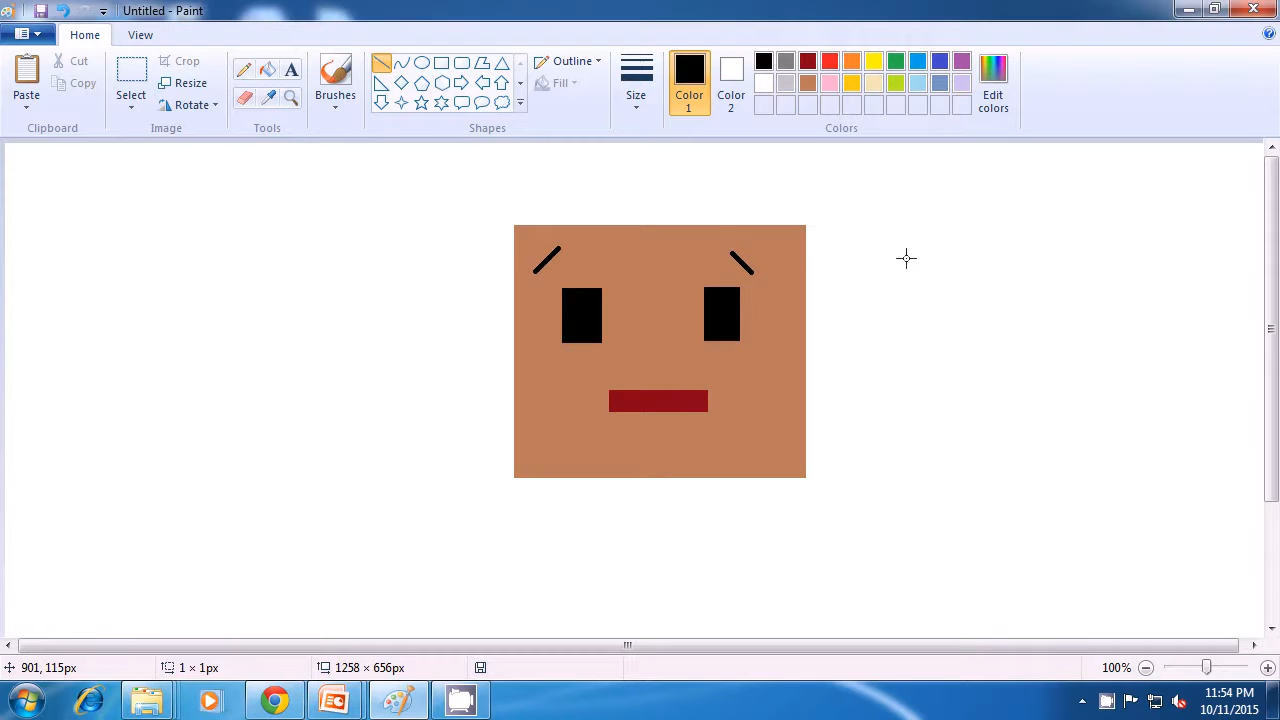 Untitled - Paint
Home View
Paste
Cut
Copy
Clipboard
Select
Crop
Resize
Rotate
Image
A
Tools
Brushes
Outline
Fill
Shapes
Size
Color 1
Color 2
Edit colors
Colors
901, 115px 1 × 1px 1258 × 656px 100%
11:54 PM
10/11/2015